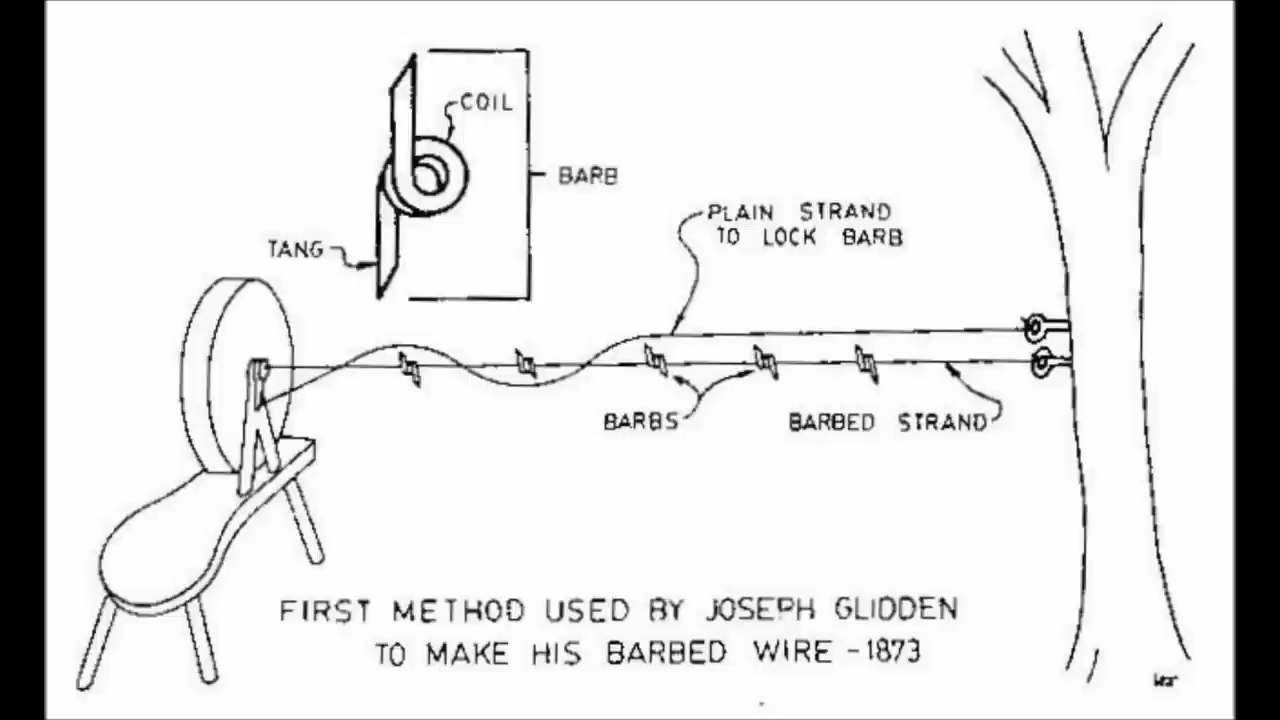 COIL
BARB
TANG
PLAIN STRAND
TO LOCK BARB
BARBS
BARBED STRAND
FIRST METHOD USED BY JOSEPH GLIDDEN
TO MAKE HIS BARBED WIRE - 1873